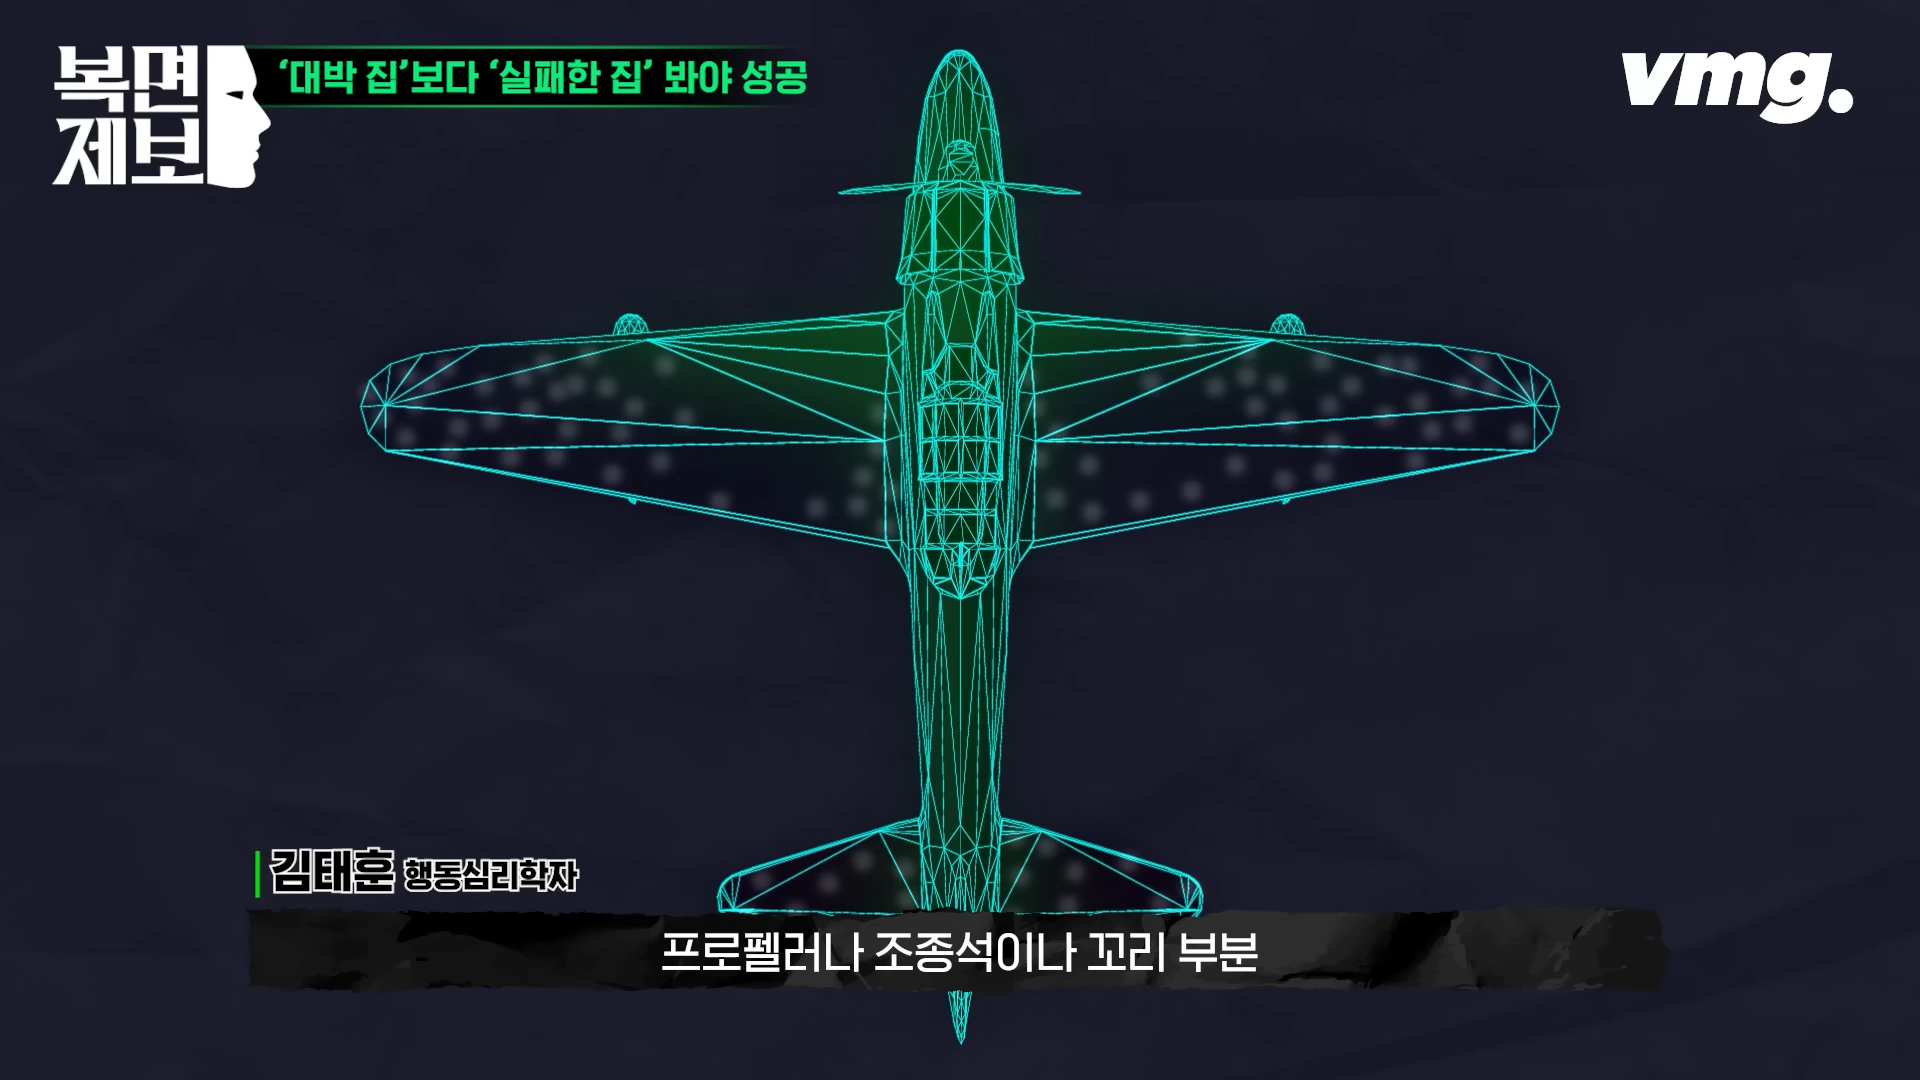 복면
제보
‘대박 집’보다 ‘실패한 집’ 봐야 성공
vmg.
김태훈 행동심리학자
프로펠러나 조종석이나 꼬리 부분